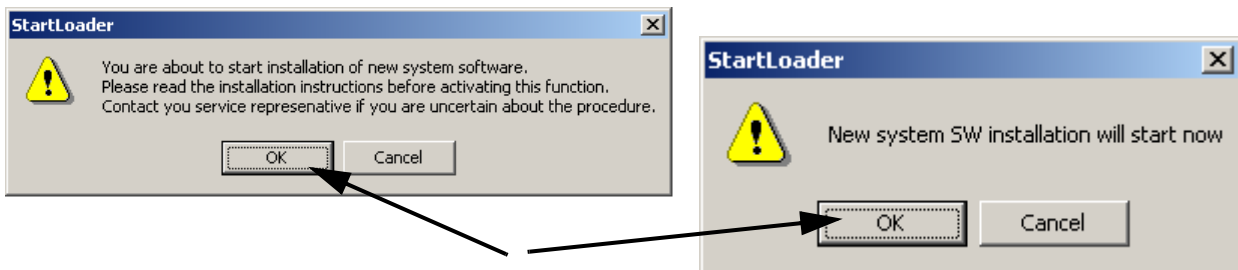 StartLoader
You are about to start installation of new system software.
Please read the installation instructions before activating this function.
Contact you service represenative if you are uncertain about the procedure.
OK Cancel
StartLoader
New system SW installation will start now
OK Cancel